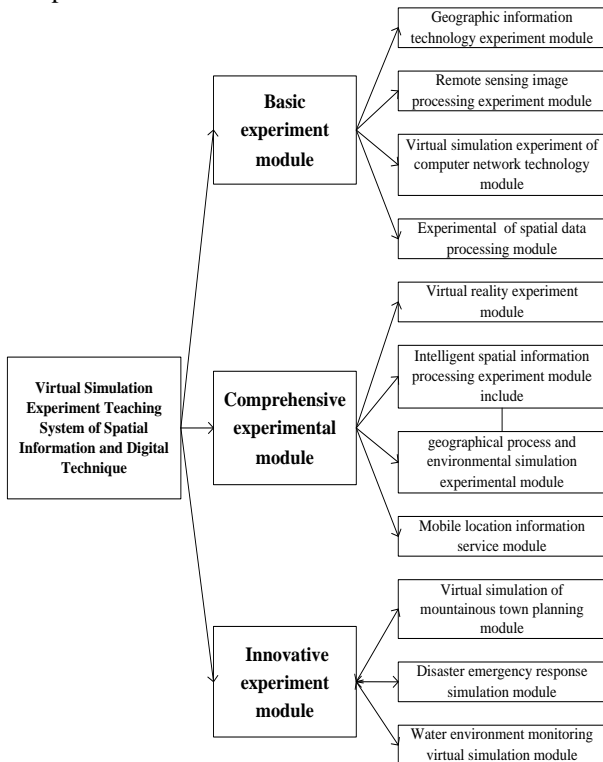 Geographic information
technology experiment module
Remote sensing image
processing experiment module
Basic
experiment
module
Virtual simulation experiment of
computer network technology
module
Experimental of spatial data
processing module
Virtual reality experiment
module
Intelligent spatial information
processing experiment module
include
Virtual Simulation
Experiment Teaching
System of Spatial
Information and Digital
Technique
Comprehensive
experimental
module
geographical process and
environmental simulation
experimental module
Mobile location information
service module
Virtual simulation of
mountainous town planning
module
Innovative
experiment
module
Disaster emergency response
simulation module
Water environment monitoring
virtual simulation module